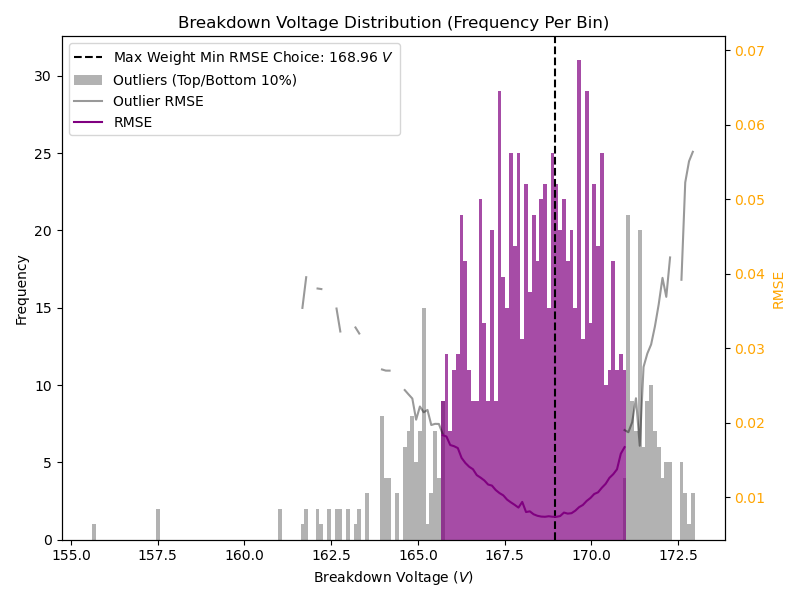 Breakdown Voltage Distribution (Frequency Per Bin)
Max Weight Min RMSE Choice: 168.96 V
Outliers (Top/Bottom 10%)
Outlier RMSE
RMSE
30
25
20
15
10
5
0
Frequency
0.07
0.06
0.05
0.04
0.03
0.02
0.01
RMSE
155.0 157.5 160.0 162.5 165.0 167.5 170.0 172.5
Breakdown Voltage (V)